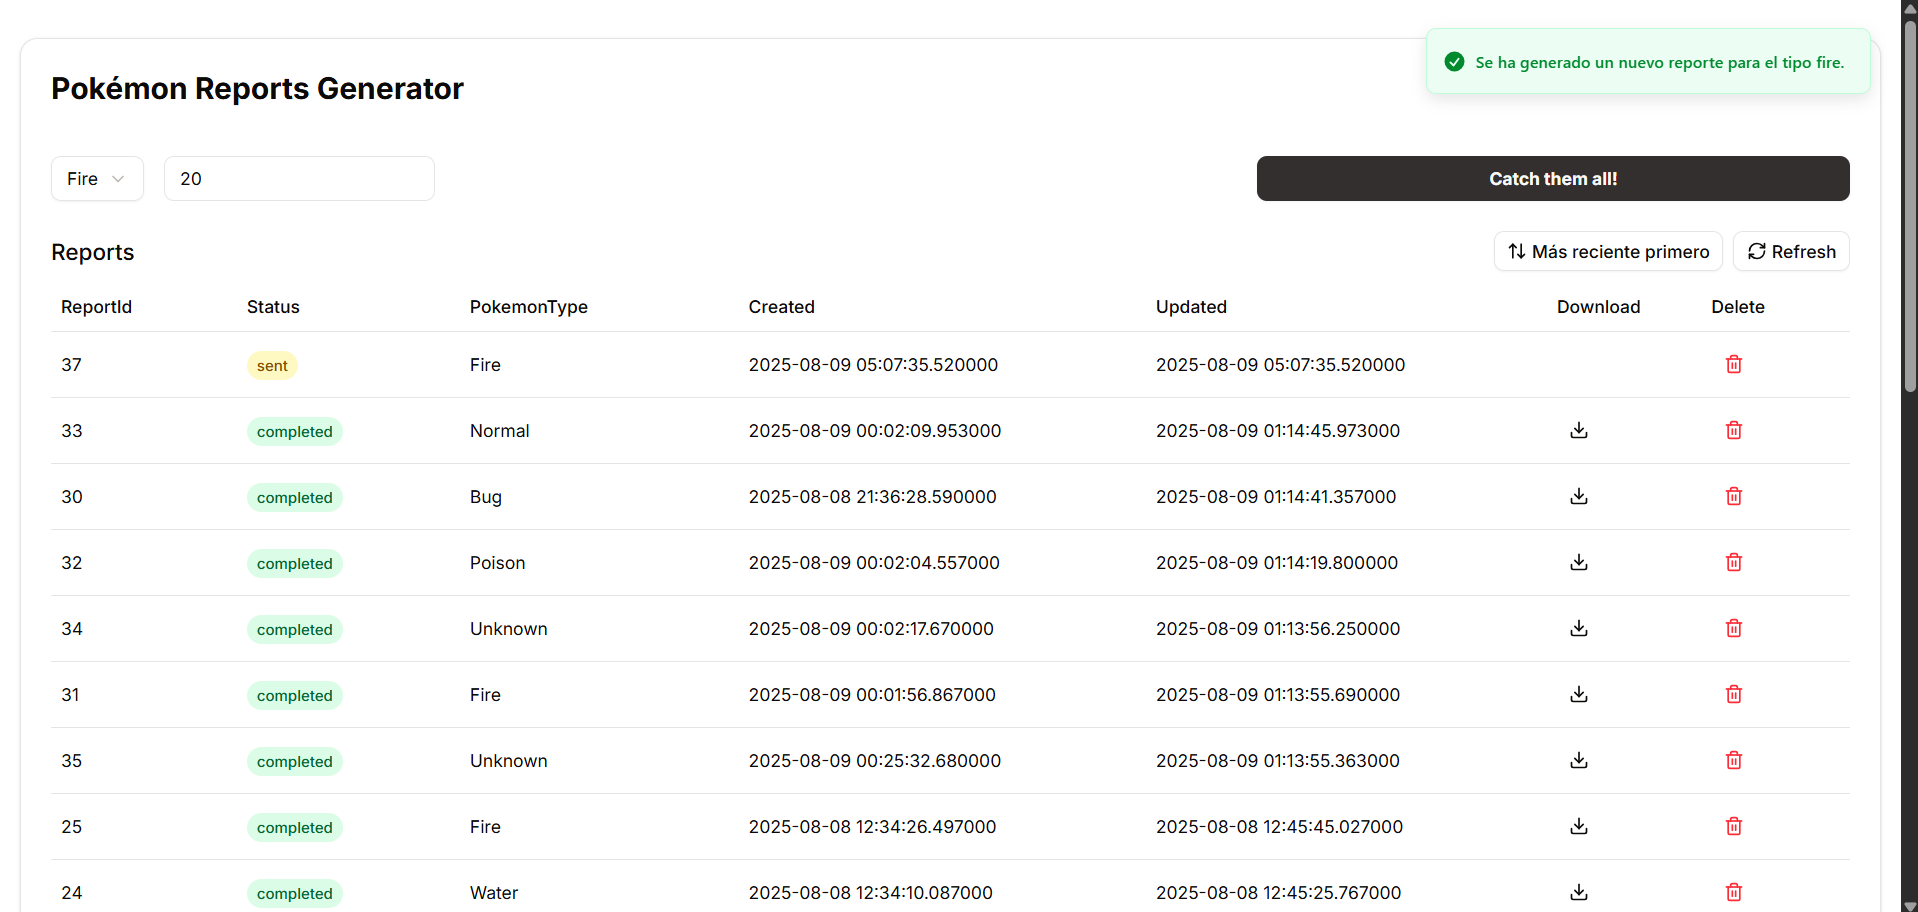 Se ha generado un nuevo reporte para el tipo fire.
Pokémon Reports Generator
Fire 20 Catch them all!
Reports Más reciente primero Refresh
ReportId Status PokemonType Created Updated Download Delete
37 sent Fire 2025-08-09 05:07:35.520000 2025-08-09 05:07:35.520000
33 completed Normal 2025-08-09 00:02:09.953000 2025-08-09 01:14:45.973000
30 completed Bug 2025-08-08 21:36:28.590000 2025-08-09 01:14:41.357000
32 completed Poison 2025-08-09 00:02:04.557000 2025-08-09 01:14:19.800000
34 completed Unknown 2025-08-09 00:02:17.670000 2025-08-09 01:13:56.250000
31 completed Fire 2025-08-09 00:01:56.867000 2025-08-09 01:13:55.690000
35 completed Unknown 2025-08-09 00:25:32.680000 2025-08-09 01:13:55.363000
25 completed Fire 2025-08-08 12:34:26.497000 2025-08-08 12:45:45.027000
24 completed Water 2025-08-08 12:34:10.087000 2025-08-08 12:45:25.767000